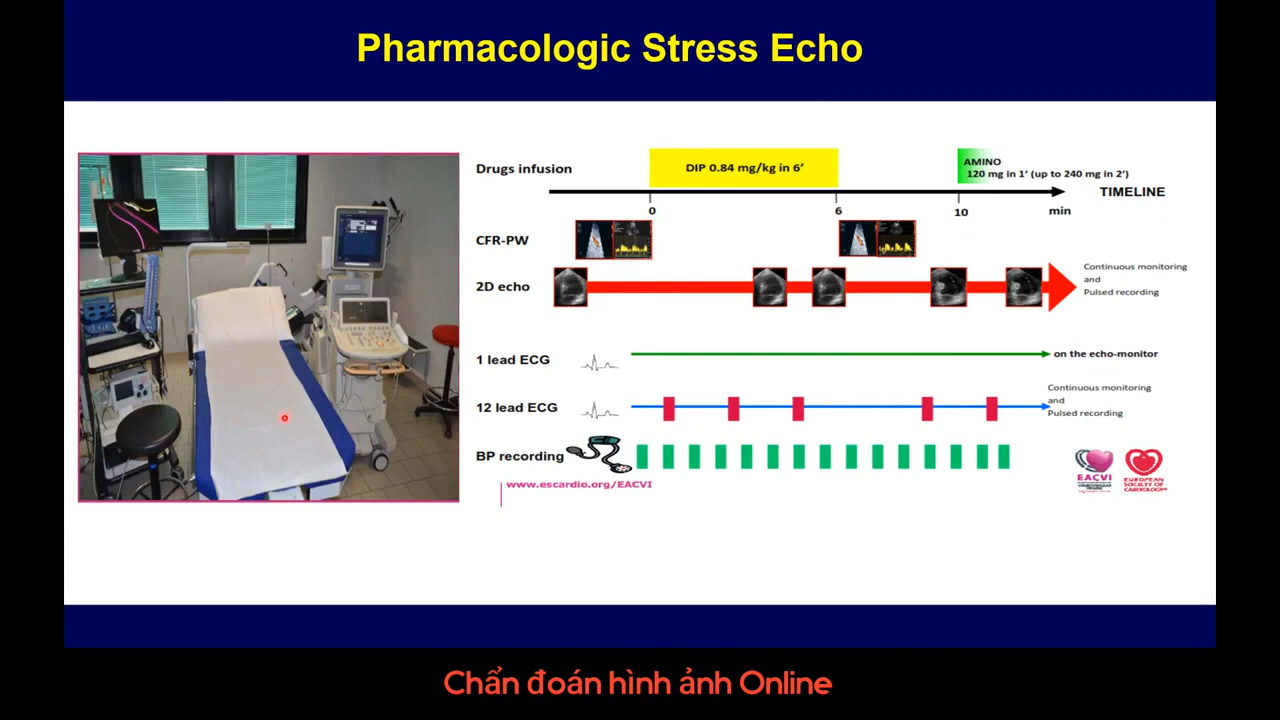 Pharmacologic Stress Echo
Drugs infusion
DIP 0.84 mg/kg in 6’
AMINO
120 mg in 1’ (up to 240 mg in 2’)
TIMELINE
0
6
10
min
CFR-PW
2D echo
Continuous monitoring
and
Pulsed recording
1 lead ECG
on the echo-monitor
12 lead ECG
Continuous monitoring
and
Pulsed recording
BP recording
www.escardio.org/EACVI
EACVI
EUROPEAN
SOCIETY OF
CARDIOLOGY®
Chẩn đoán hình ảnh Online